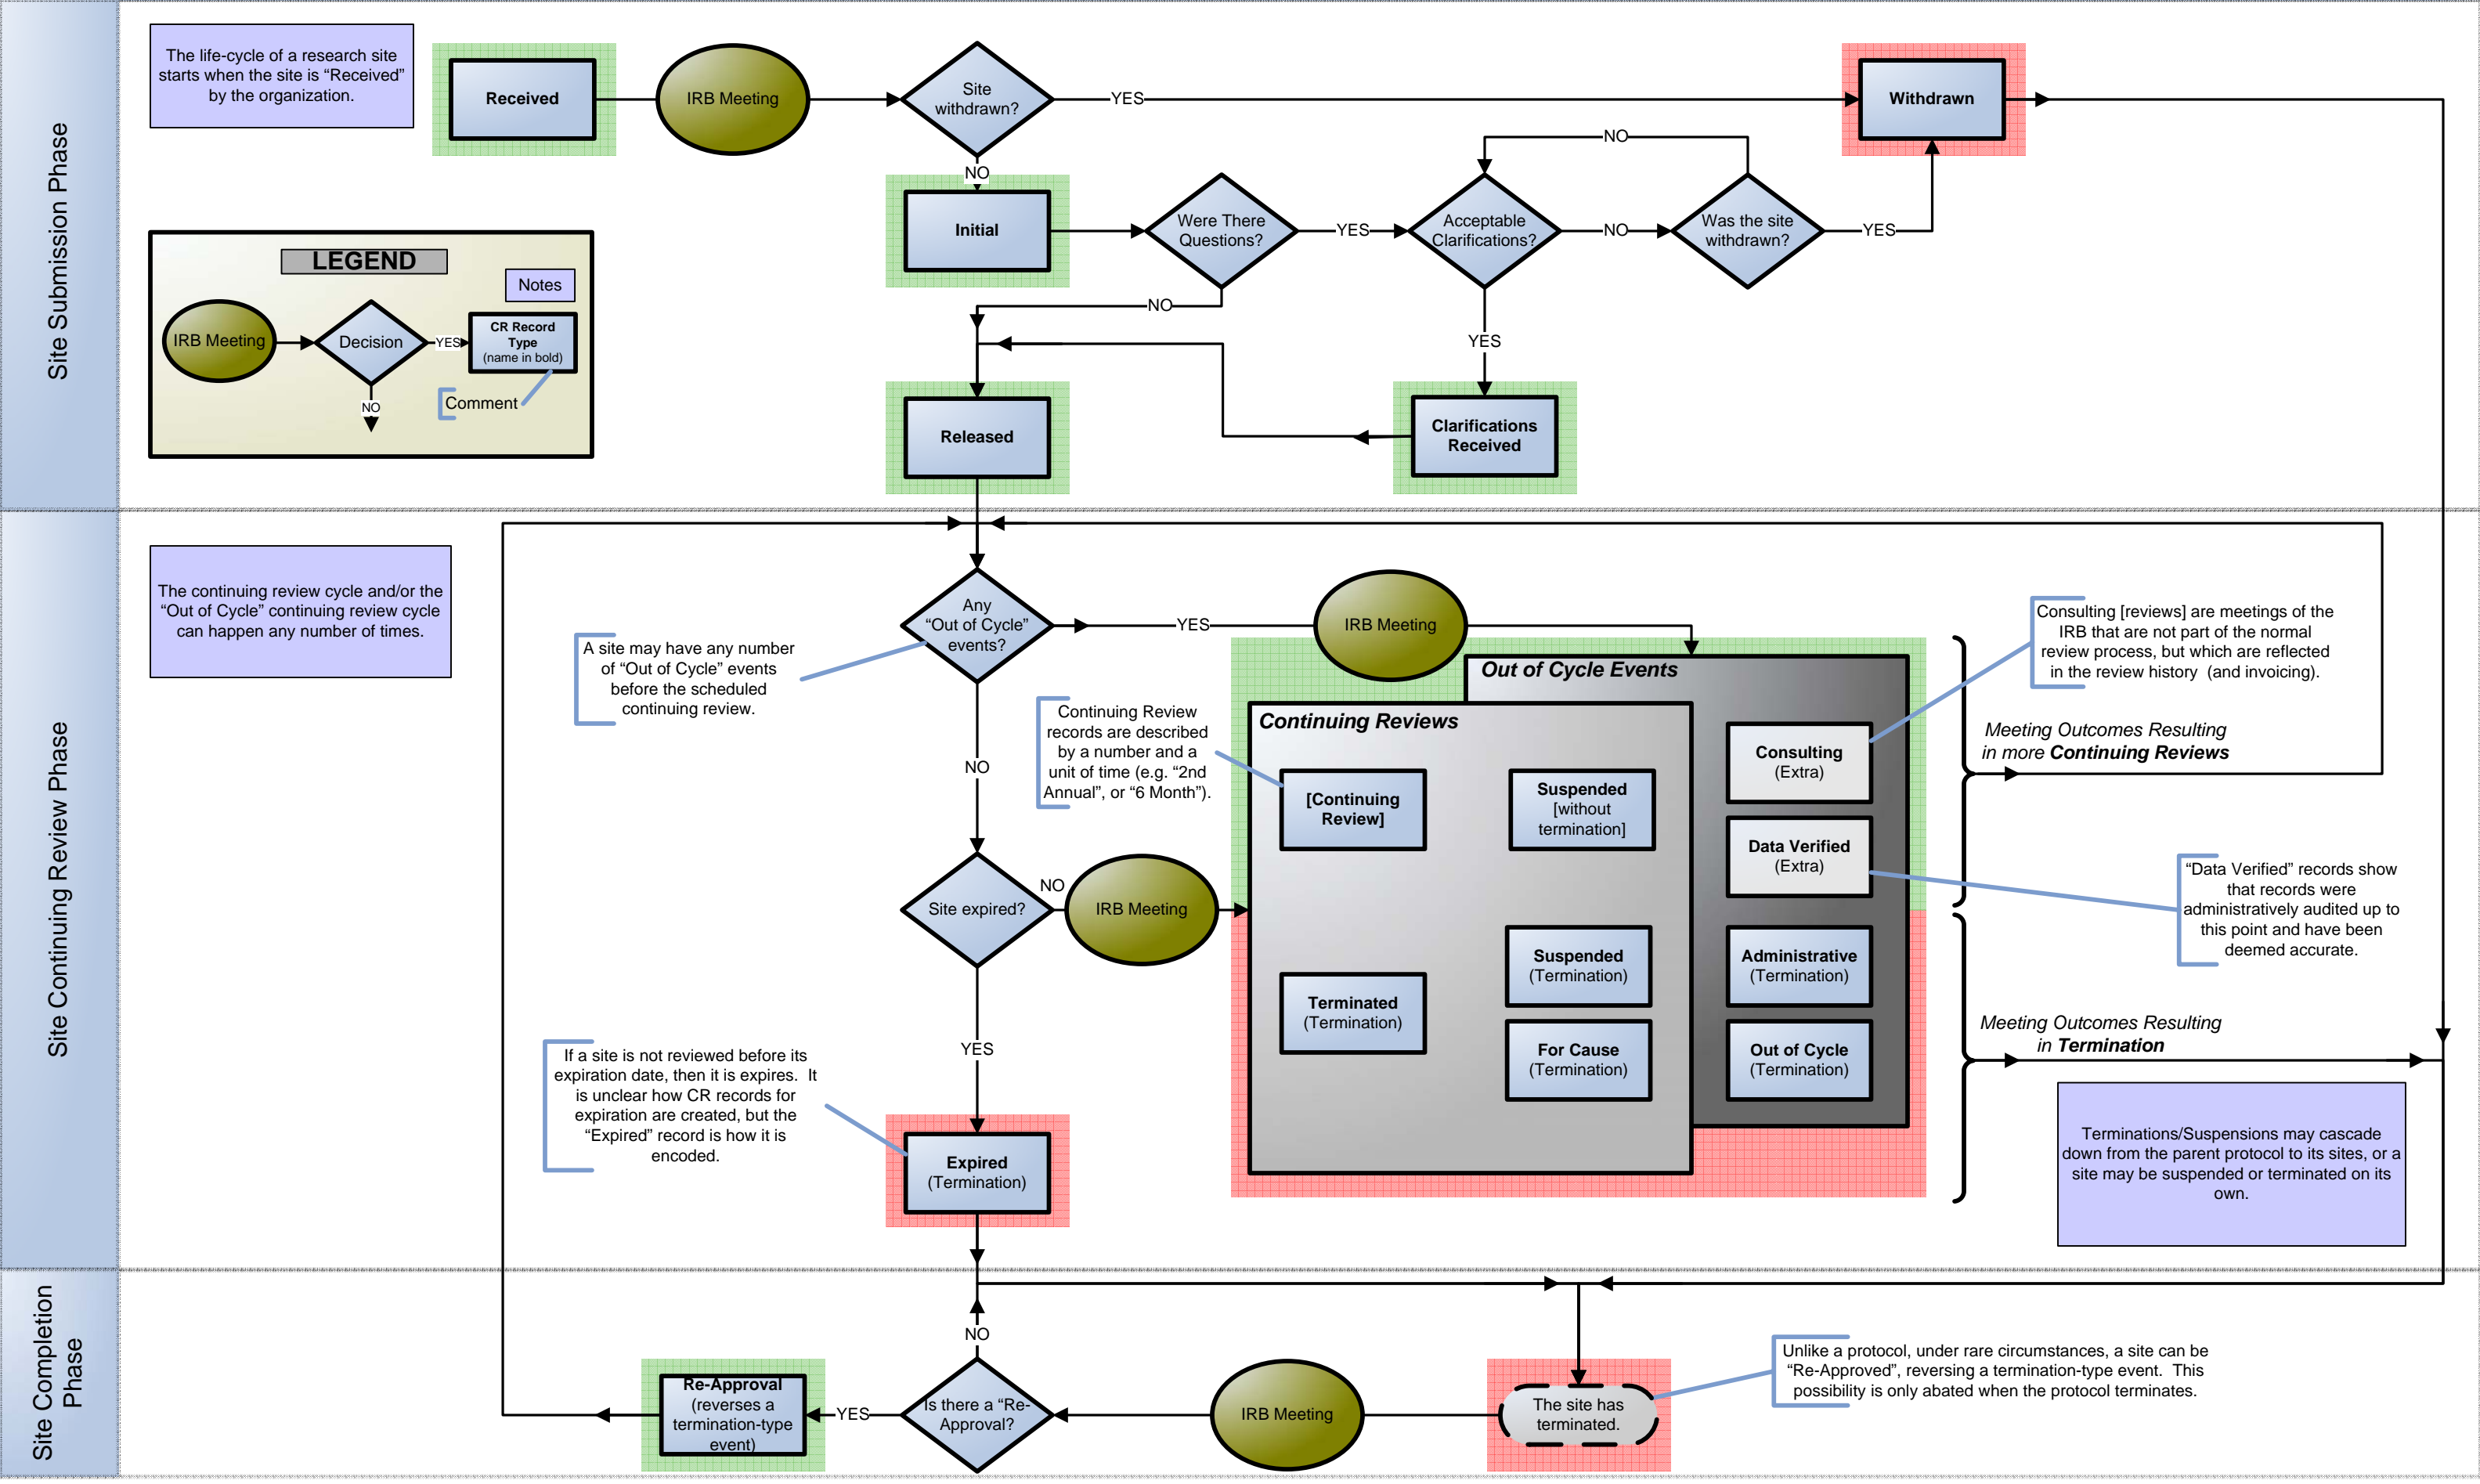 Site Submission Phase
The life-cycle of a research site
starts when the site is “Received”
by the organization.
Received
IRB Meeting
Site
withdrawn?
YES
Withdrawn
NO
NO
Initial
Were There
Questions?
YES
Acceptable
Clarifications?
NO
Was the site
withdrawn?
YES
NO
YES
LEGEND
Notes
IRB Meeting
Decision
YES
CR Record
Type
(name in bold)
NO
Comment
Released
Clarifications
Received
Site Continuing Review Phase
The continuing review cycle and/or the
“Out of Cycle” continuing review cycle
can happen any number of times.
A site may have any number
of “Out of Cycle” events
before the scheduled
continuing review.
Any
“Out of Cycle”
events?
YES
IRB Meeting
NO
Continuing Review
records are described
by a number and a
unit of time (e.g. “2nd
Annual”, or “6 Month”).
Out of Cycle Events
Continuing Reviews
[Continuing
Review]
Suspended
[without
termination]
Consulting
(Extra)
Data Verified
(Extra)
Consulting [reviews] are meetings of the
IRB that are not part of the normal
review process, but which are reflected
in the review history  (and invoicing).
Meeting Outcomes Resulting
in more Continuing Reviews
“Data Verified” records show
that records were
administratively audited up to
this point and have been
deemed accurate.
Site expired?
NO
IRB Meeting
Suspended
(Termination)
Administrative
(Termination)
Terminated
(Termination)
For Cause
(Termination)
Out of Cycle
(Termination)
Meeting Outcomes Resulting
in Termination
YES
If a site is not reviewed before its
expiration date, then it is expires.  It
is unclear how CR records for
expiration are created, but the
“Expired” record is how it is
encoded.
Expired
(Termination)
Terminations/Suspensions may cascade
down from the parent protocol to its sites, or a
site may be suspended or terminated on its
own.
Site Completion
Phase
NO
Re-Approval
(reverses a
termination-type
event)
YES
Is there a “Re-
Approval?
IRB Meeting
The site has
terminated.
Unlike a protocol, under rare circumstances, a site can be
“Re-Approved”, reversing a termination-type event.  This
possibility is only abated when the protocol terminates.